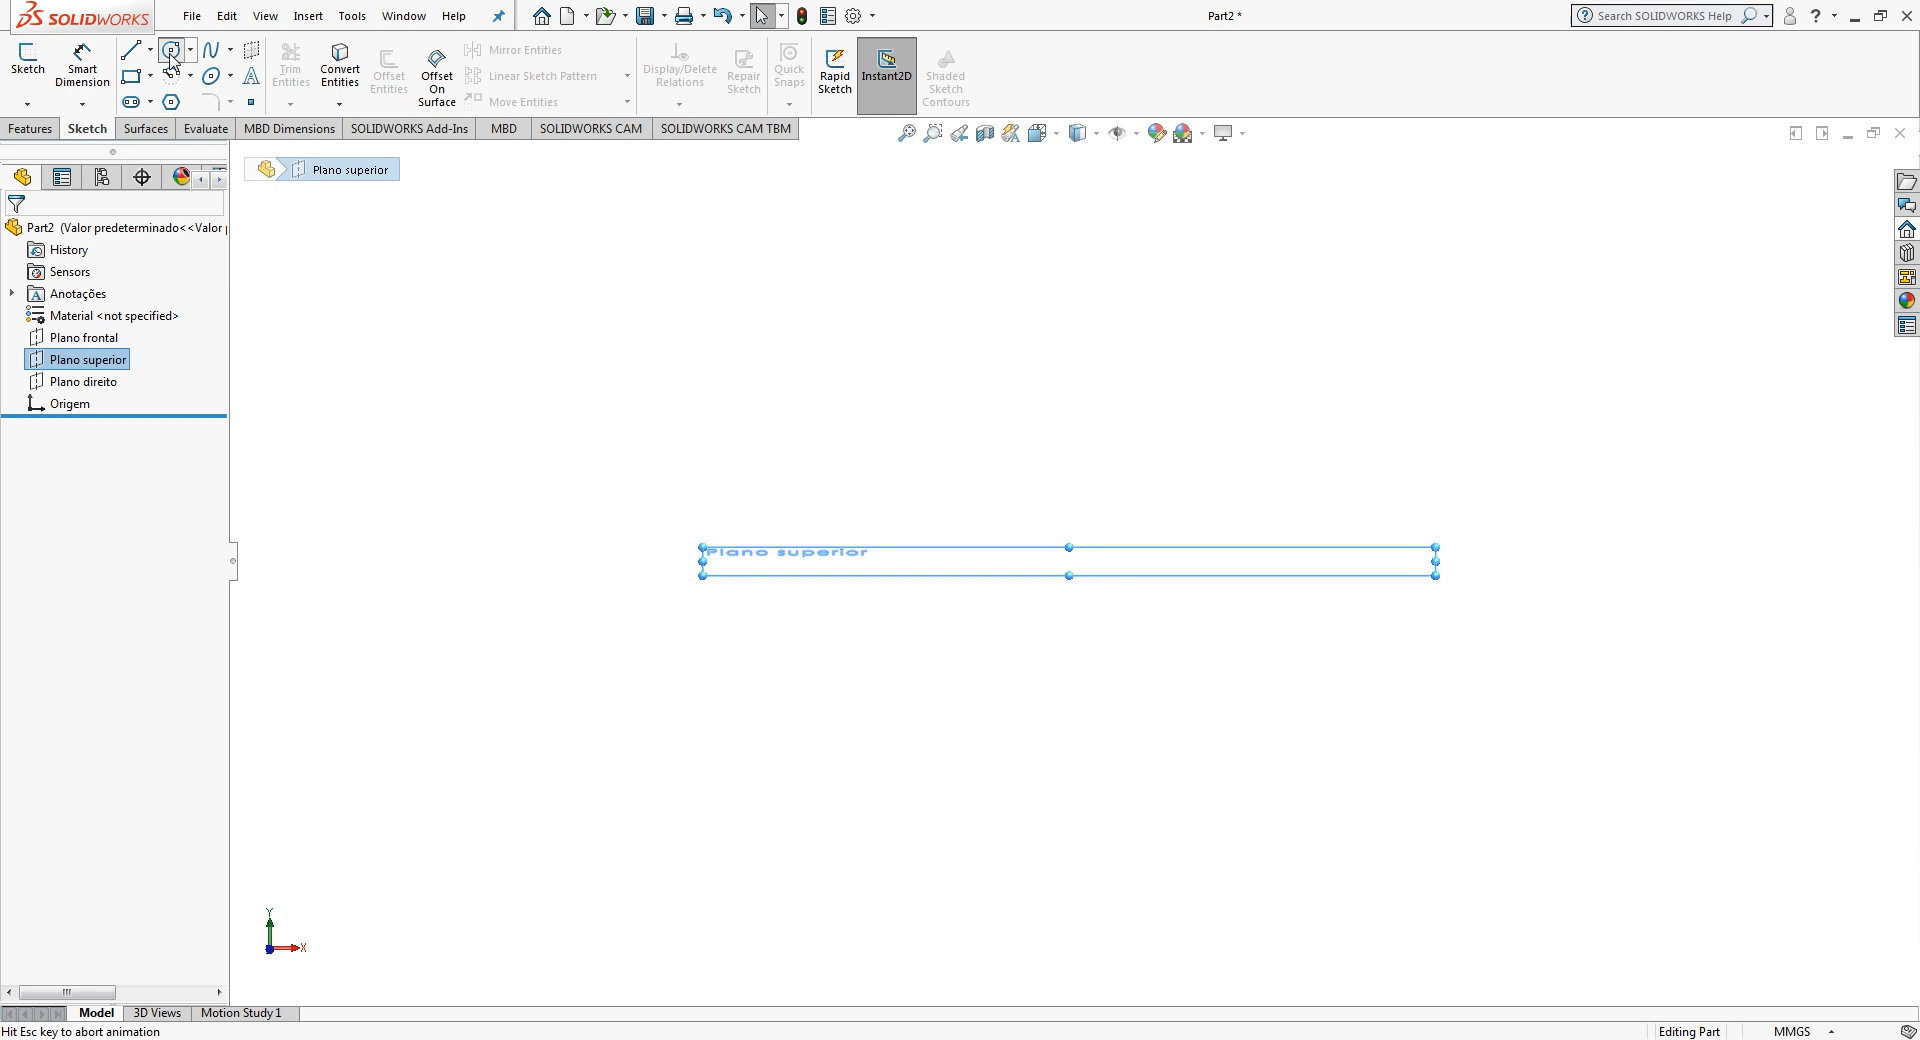 SOLIDWORKS File Edit View Insert Tools Window Help Part2 * Search SOLIDWORKS Help
Sketch Smart Dimension Trim Entities Convert Entities Offset Entities Offset On Surface Mirror Entities Display/Delete Relations Repair Sketch Quick Snaps Rapid Sketch Instant2D Shaded Sketch Contours
Linear Sketch Pattern
Move Entities
Features Sketch Surfaces Evaluate MBD Dimensions SOLIDWORKS Add-Ins MBD SOLIDWORKS CAM SOLIDWORKS CAM TBM
Plano superior
Part2 (Valor predeterminado<<Valor
History
Sensors
Anotações
Material <not specified>
Plano frontal
Plano superior
Plano direito
Origem
Plano superior
Y
X
Model 3D Views Motion Study 1
Hit Esc key to abort animation Editing Part MMGS